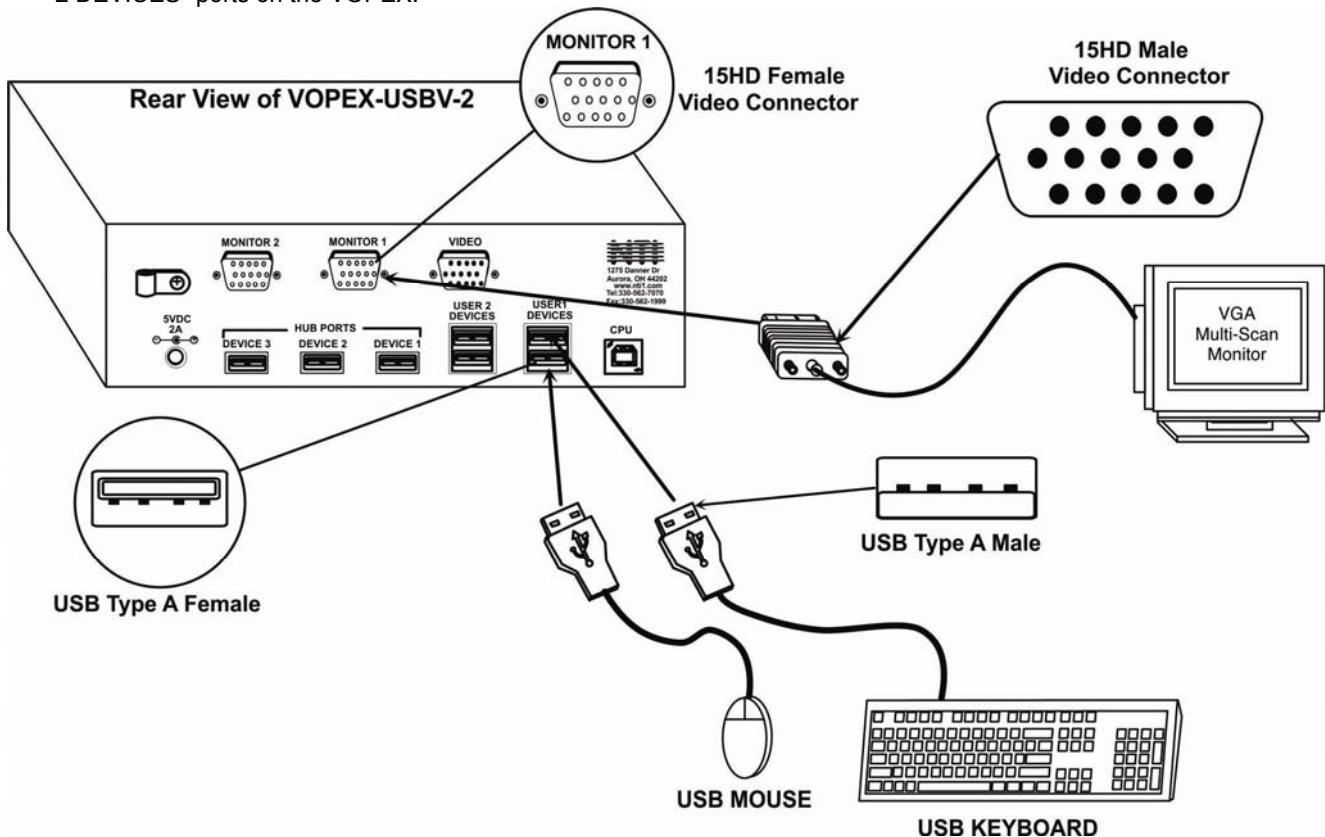 2 DEVICES" ports on the VOPEX.
MONITOR 1
15HD Female
Video Connector
15HD Male
Video Connector
Rear View of VOPEX-USBV-2
MONITOR 2
MONITOR 1
VIDEO
1275 Danner Dr
Aurora, OH 44202
www.nti1.com
Tel:330-562-7070
Fax:330-562-1999
5VDC
2A
HUB PORTS
DEVICE 3
DEVICE 2
DEVICE 1
USER 2
DEVICES
USER1
DEVICES
CPU
VGA
Multi-Scan
Monitor
USB Type A Female
USB Type A Male
USB MOUSE
USB KEYBOARD